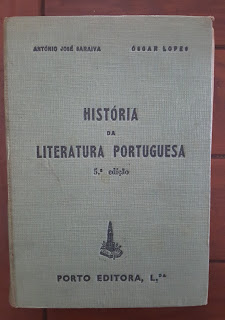 ANTÓNIO JOSÉ SARAIVA ÓSCAR LOPES
HISTÓRIA
DA
LITERATURA PORTUGUESA
5.ª edição
PORTO EDITORA, L.DA